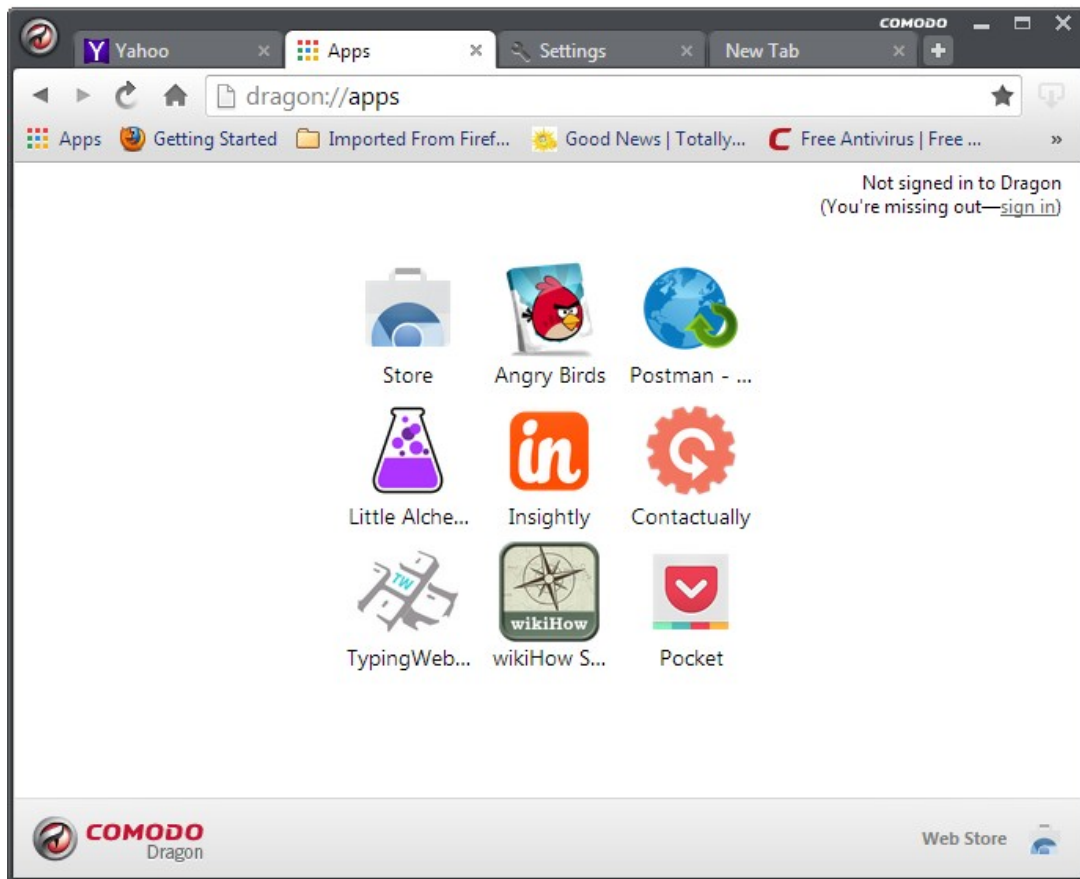 COMODO
Y Yahoo Apps Settings New Tab
dragon://apps
Apps Getting Started Imported From Firef... Good News | Totally... Free Antivirus | Free ... »
Not signed in to Dragon
(You're missing out—sign in)
Store Angry Birds Postman - ...
in
Little Alche... Insightly Contactually
TW
wikiHow
TypingWeb... wikiHow S... Pocket
COMODO
Dragon
Web Store